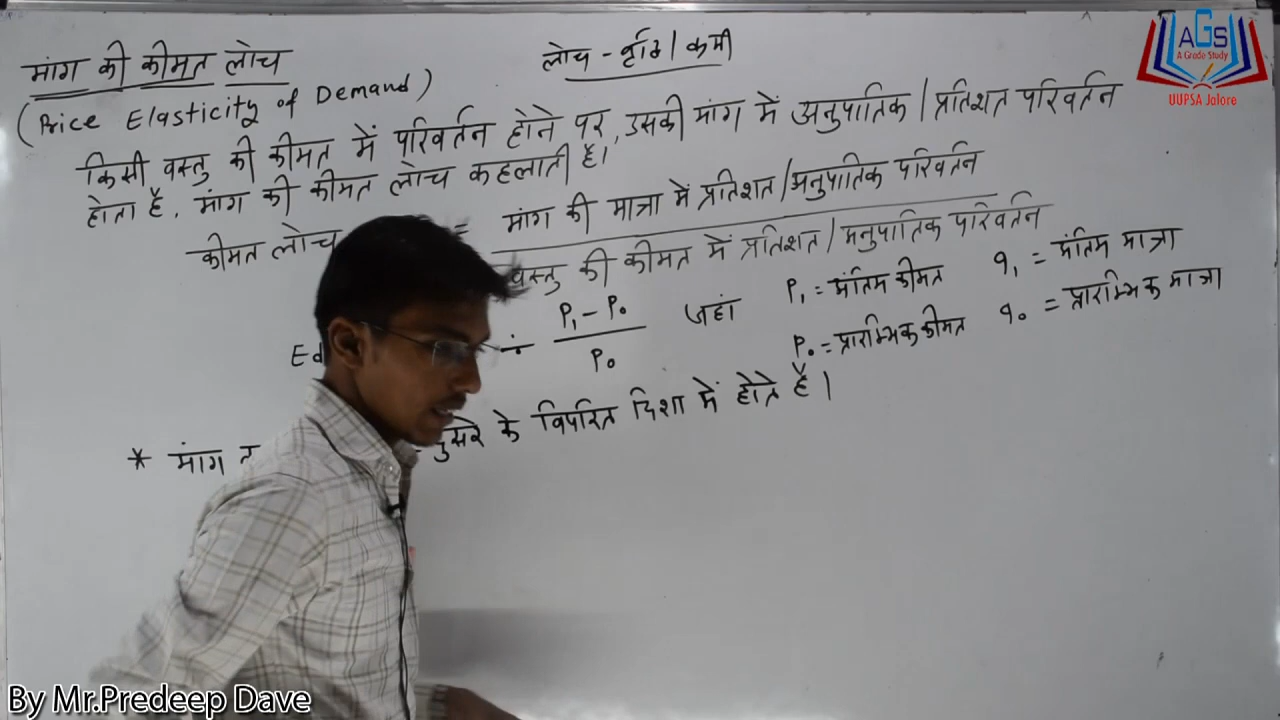 मांग की कीमत लोच
(Price Elasticity of Demand)
लोच - वृद्धि / कमी
AGS
A Grade Study
UUPSA Jalore
किसी वस्तु की कीमत में परिवर्तन होने पर, उसकी मांग में अनुपातिक / प्रतिशत परिवर्तन
होता है, मांग की कीमत लोच कहलाती है।
कीमत लोच = मांग की मात्रा में प्रतिशत / अनुपातिक परिवर्तन
वस्तु की कीमत में प्रतिशत / अनुपातिक परिवर्तन
Ed ÷ P₁ - P₀ / P₀ जहां P₁ = अंतिम कीमत q₁ = अंतिम मात्रा
P₀ = प्रारम्भिक कीमत q₀ = प्रारम्भिक मात्रा
* मांग दुसरे के विपरित दिशा में होते है।
By Mr.Predeep Dave